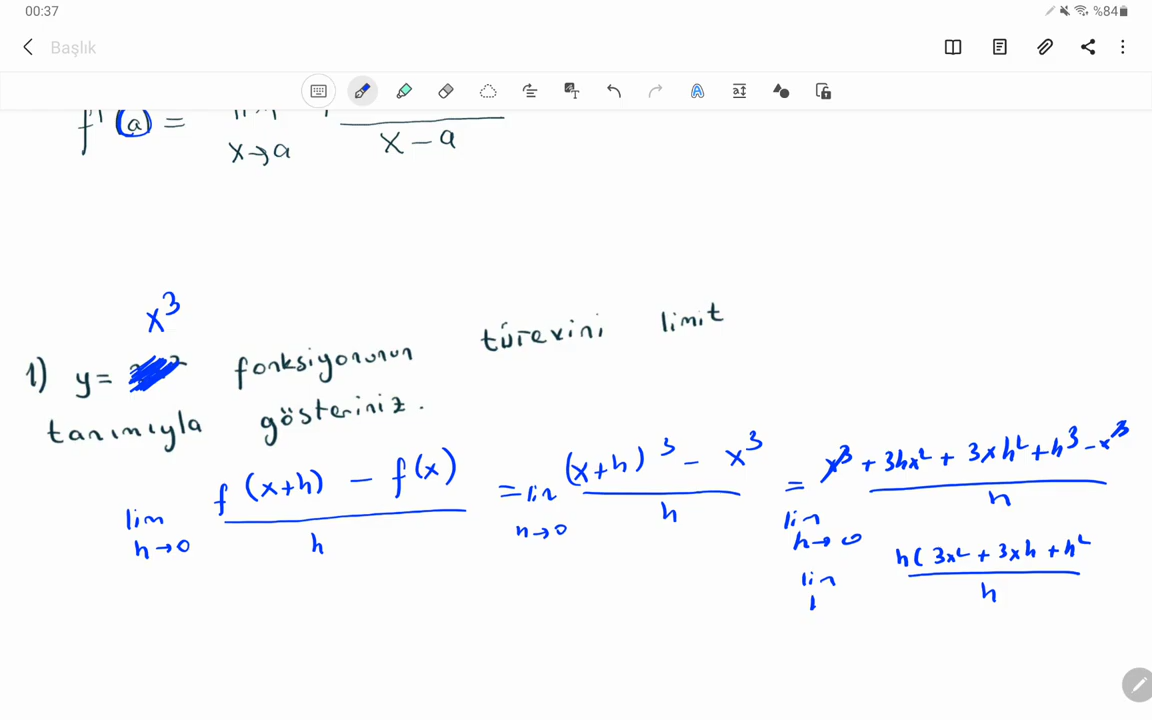 00:37 %84
Başlık
f'(a) = lim
x→a x-a
x³
1) y= fonksiyonunun türevini limit
tanımıyla gösteriniz.
lim h→0 f(x+h) - f(x) / h = lim h→0 (x+h)³ - x³ / h = lim h→0 x³ + 3hx² + 3xh² + h³ - x³ / h
lim h(3x² + 3xh + h² / h